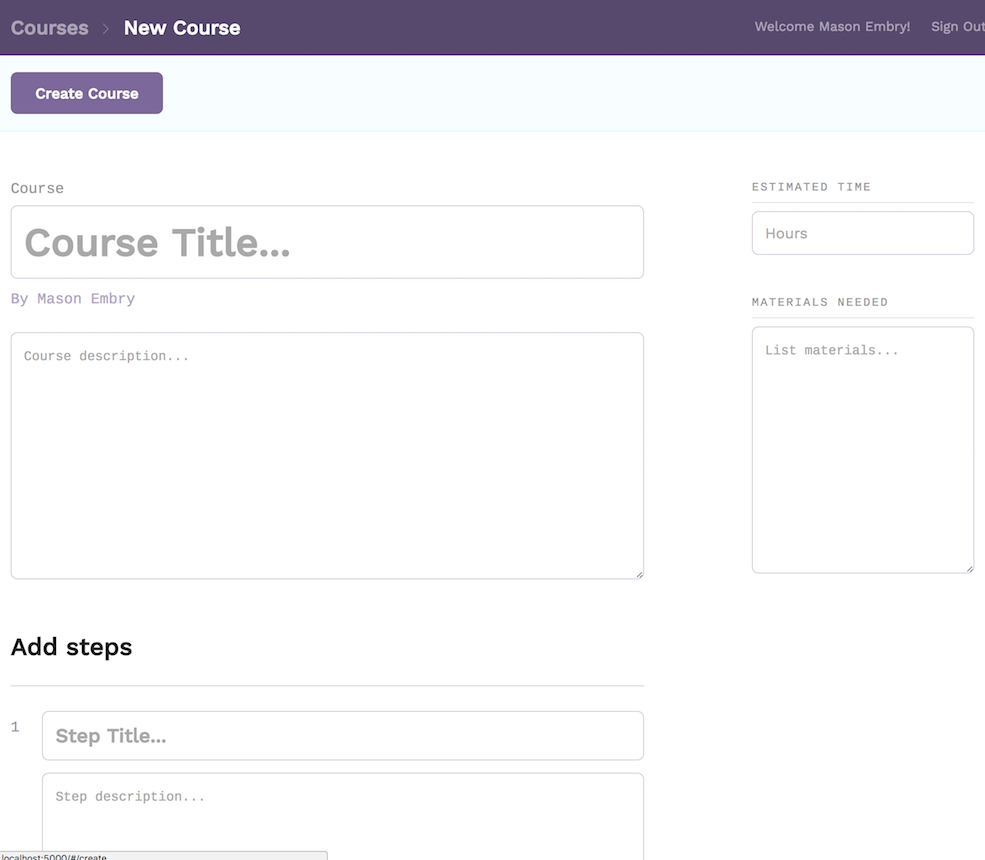 Courses > New Course
Welcome Mason Embry! Sign Out
Create Course
Course
Course Title...
By Mason Embry
Course description...
ESTIMATED TIME
Hours
MATERIALS NEEDED
List materials...
Add steps
1
Step Title...
Step description...
localhost:5000/#/create